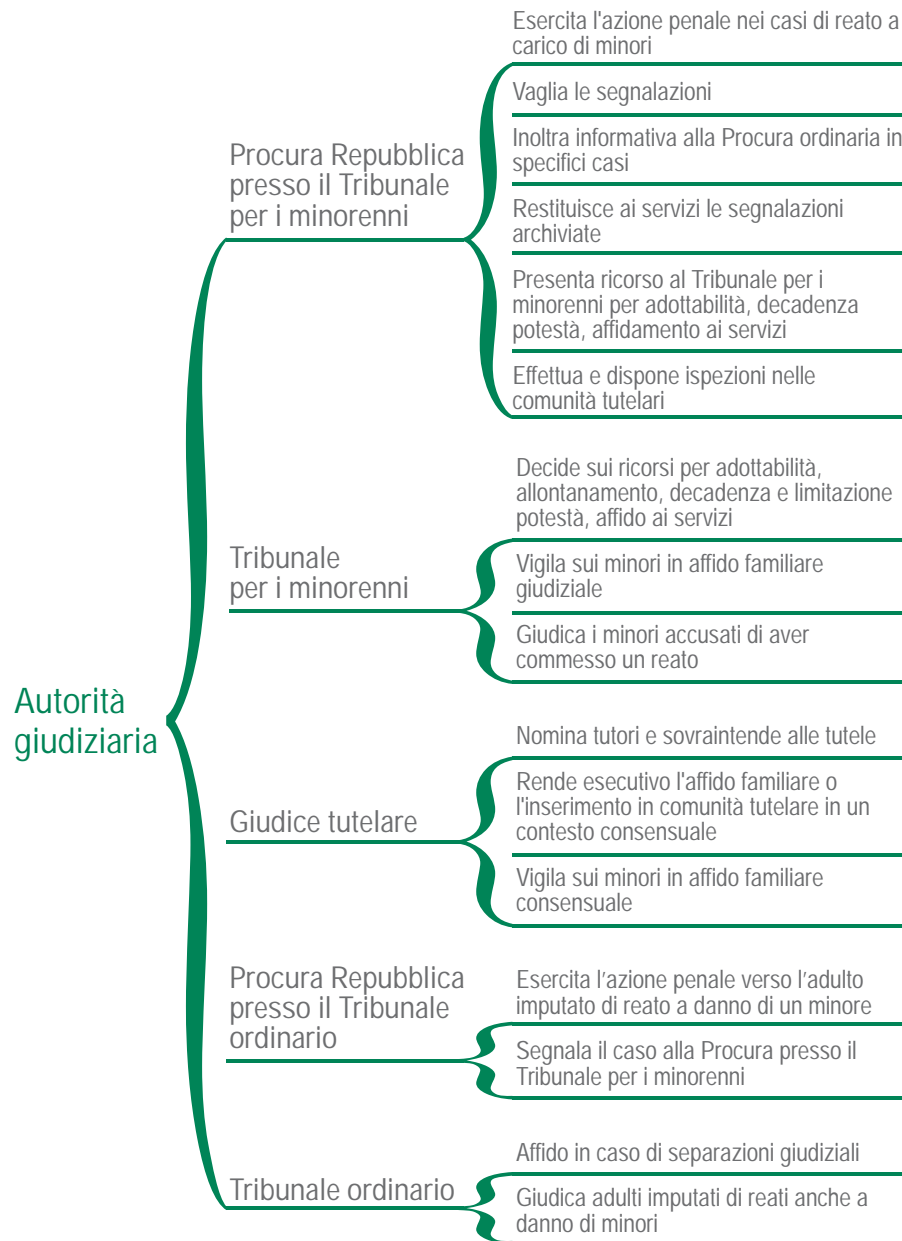 Esercita l'azione penale nei casi di reato a
carico di minori
Vaglia le segnalazioni
Inoltra informativa alla Procura ordinaria in
specifici casi
Procura Repubblica
presso il Tribunale
per i minorenni
Restituisce ai servizi le segnalazioni
archiviate
Presenta ricorso al Tribunale per i
minorenni per adottabilità, decadenza
potestà, affidamento ai servizi
Effettua e dispone ispezioni nelle
comunità tutelari
Decide sui ricorsi per adottabilità,
allontanamento, decadenza e limitazione
potestà, affido ai servizi
Tribunale
per i minorenni
Vigila sui minori in affido familiare
giudiziale
Giudica i minori accusati di aver
commesso un reato
Autorità
giudiziaria
Nomina tutori e sovraintende alle tutele
Giudice tutelare
Rende esecutivo l'affido familiare o
l'inserimento in comunità tutelare in un
contesto consensuale
Vigila sui minori in affido familiare
consensuale
Procura Repubblica
presso il Tribunale
ordinario
Esercita l’azione penale verso l’adulto
imputato di reato a danno di un minore
Segnala il caso alla Procura presso il
Tribunale per i minorenni
Affido in caso di separazioni giudiziali
Tribunale ordinario
Giudica adulti imputati di reati anche a
danno di minori